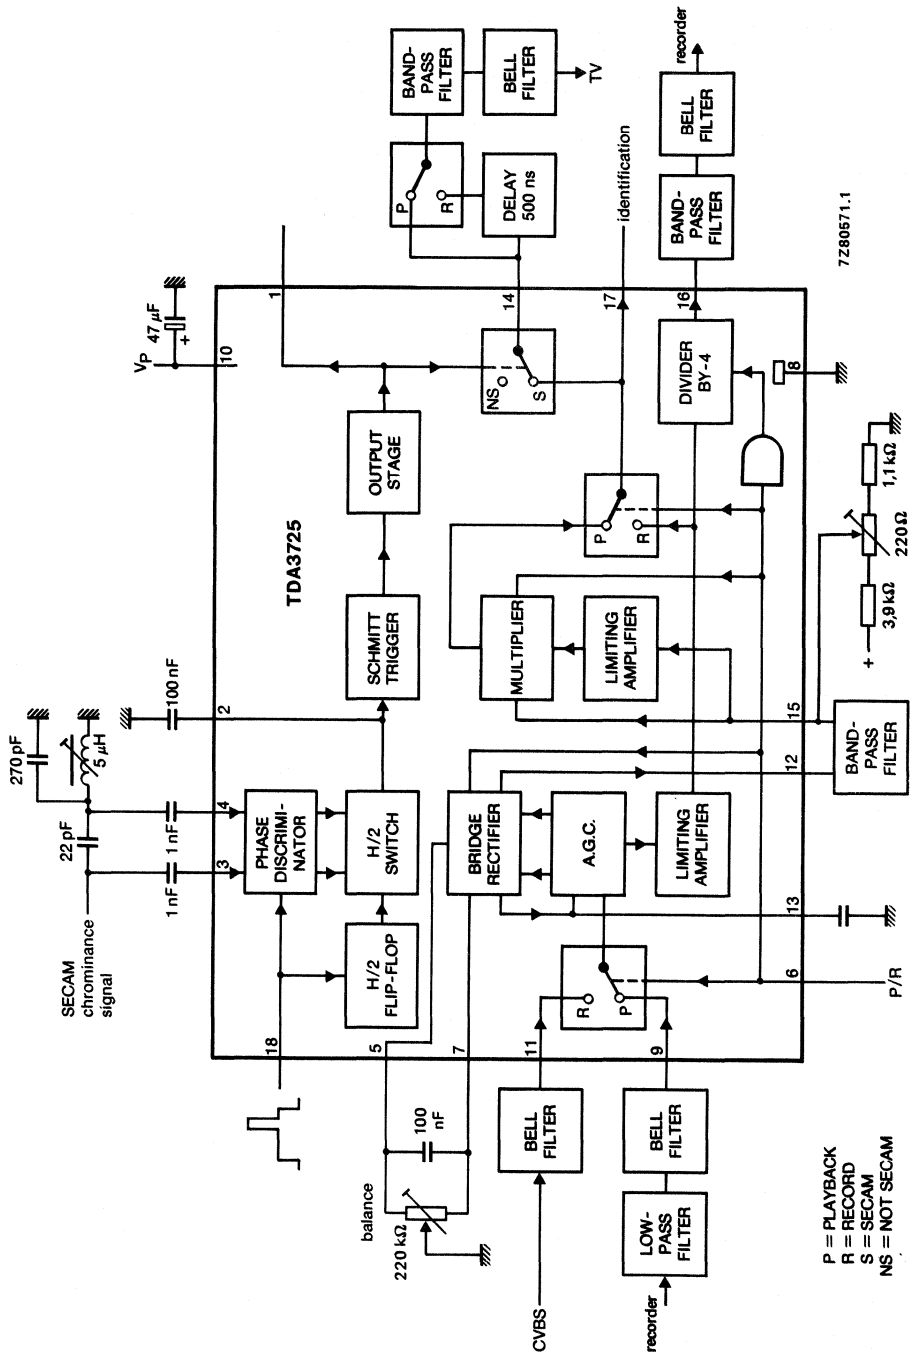 SECAM
chrominance
signal
270 pF
22 pF
5 μH
1 nF
1 nF
100 nF
VP
47 μF
+
18
3
4
2
10
1
TDA3725
PHASE
DISCRIMI-
NATOR
H/2
FLIP-FLOP
H/2
SWITCH
SCHMITT
TRIGGER
OUTPUT
STAGE
BAND-
PASS
FILTER
BELL
FILTER
TV
P
R
DELAY
500 ns
14
NS
S
identification
17
recorder
BELL
FILTER
BAND-
PASS
FILTER
16
balance
220 kΩ
100
nF
5
7
BRIDGE
RECTIFIER
A.G.C.
LIMITING
AMPLIFIER
MULTIPLIER
LIMITING
AMPLIFIER
P
R
DIVIDER
BY-4
CVBS
BELL
FILTER
11
R
P
recorder
LOW-
PASS
FILTER
BELL
FILTER
9
6
13
12
15
8
P/R
BAND-
PASS
FILTER
+
3,9 kΩ
220 Ω
1,1 kΩ
P = PLAYBACK
R = RECORD
S = SECAM
NS = NOT SECAM
7Z80571.1